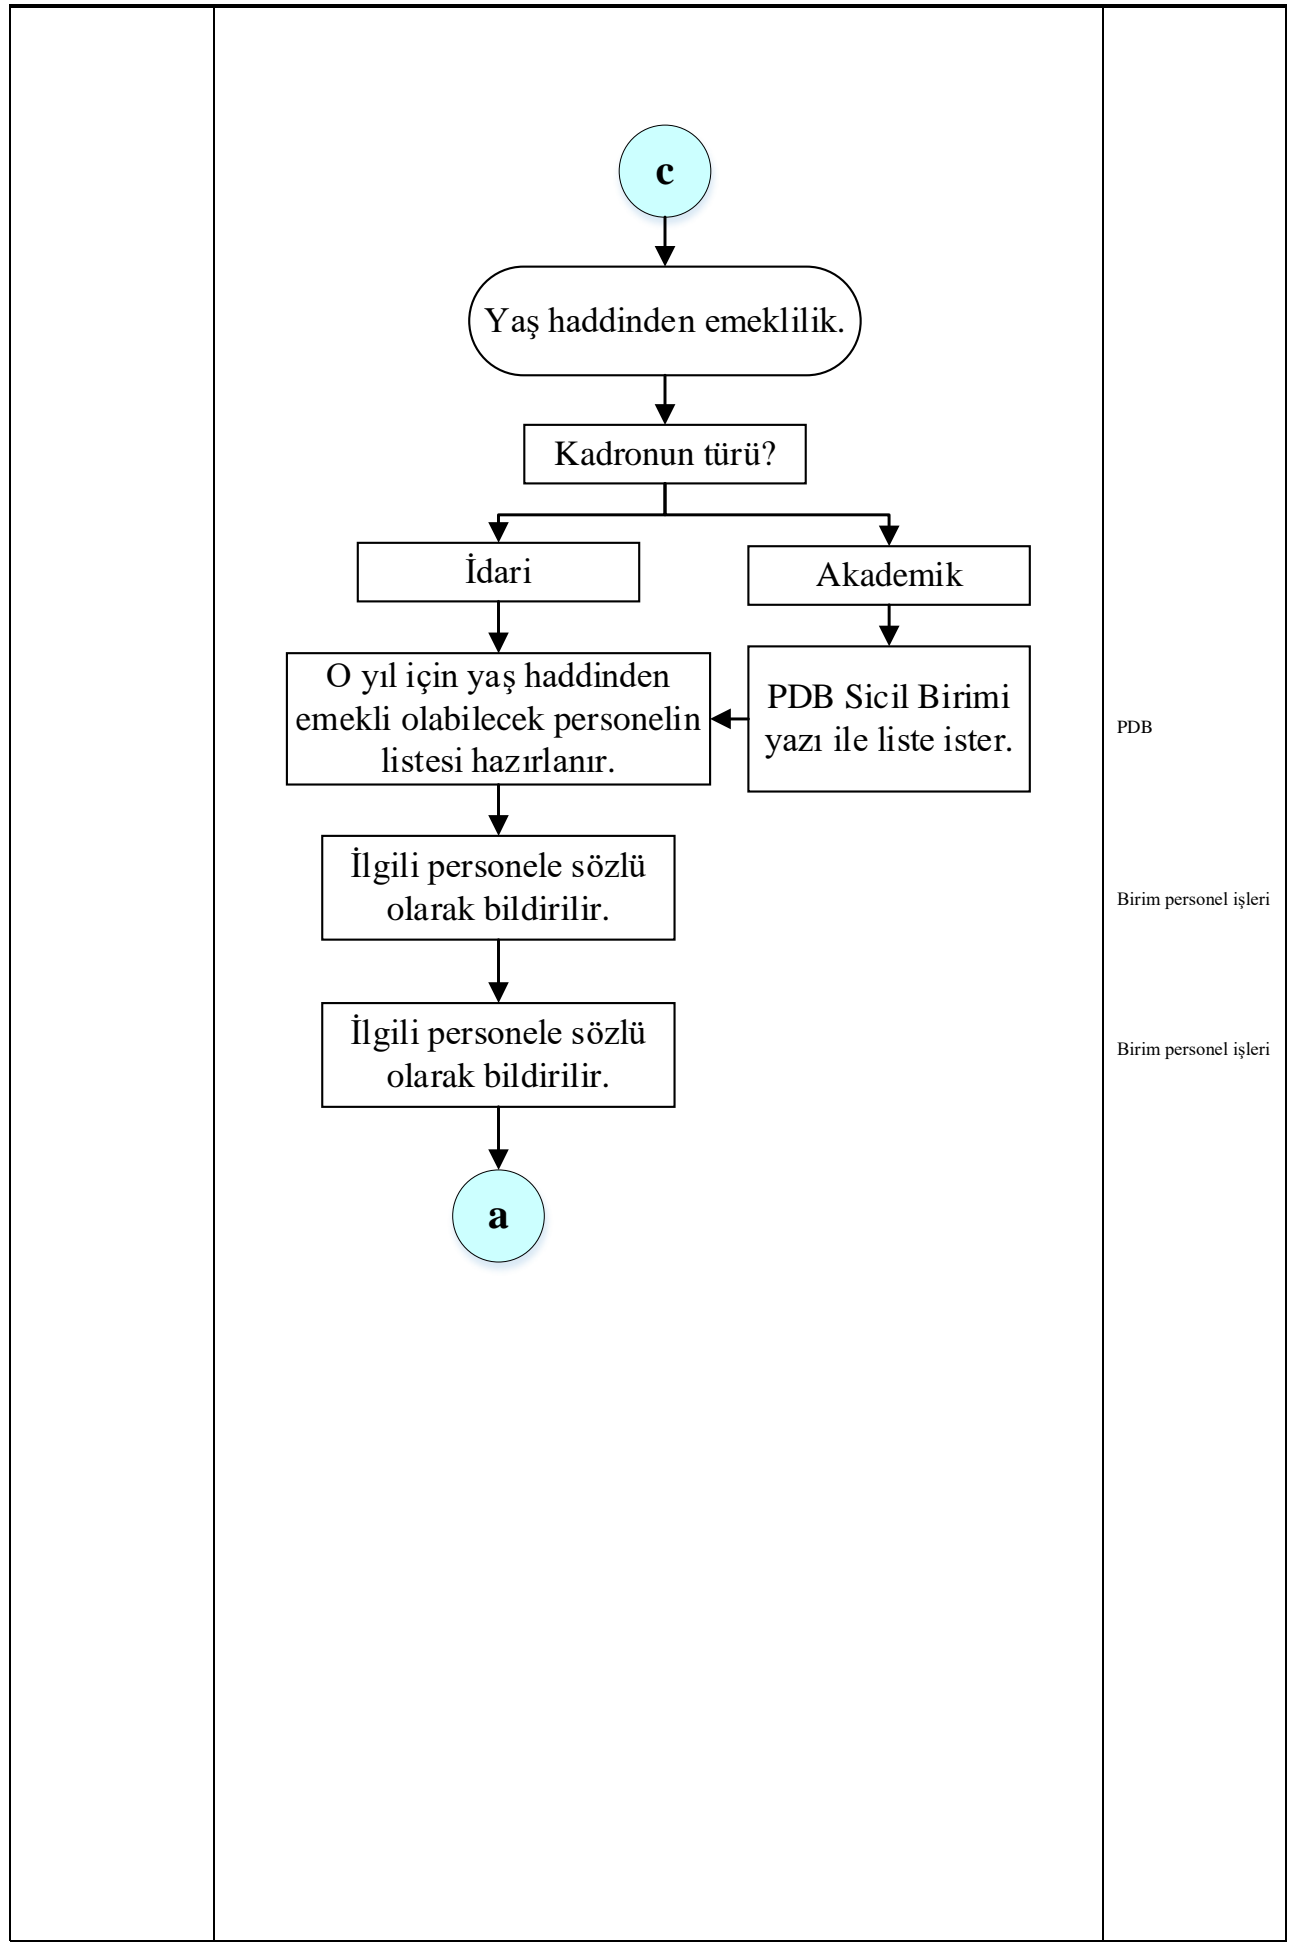 c
Yaş haddinden emeklilik.
Kadronun türü?
İdari
Akademik
O yıl için yaş haddinden
emekli olabilecek personelin
listesi hazırlanır.
PDB Sicil Birimi
yazı ile liste ister.
PDB
İlgili personele sözlü
olarak bildirilir.
Birim personel işleri
İlgili personele sözlü
olarak bildirilir.
Birim personel işleri
a